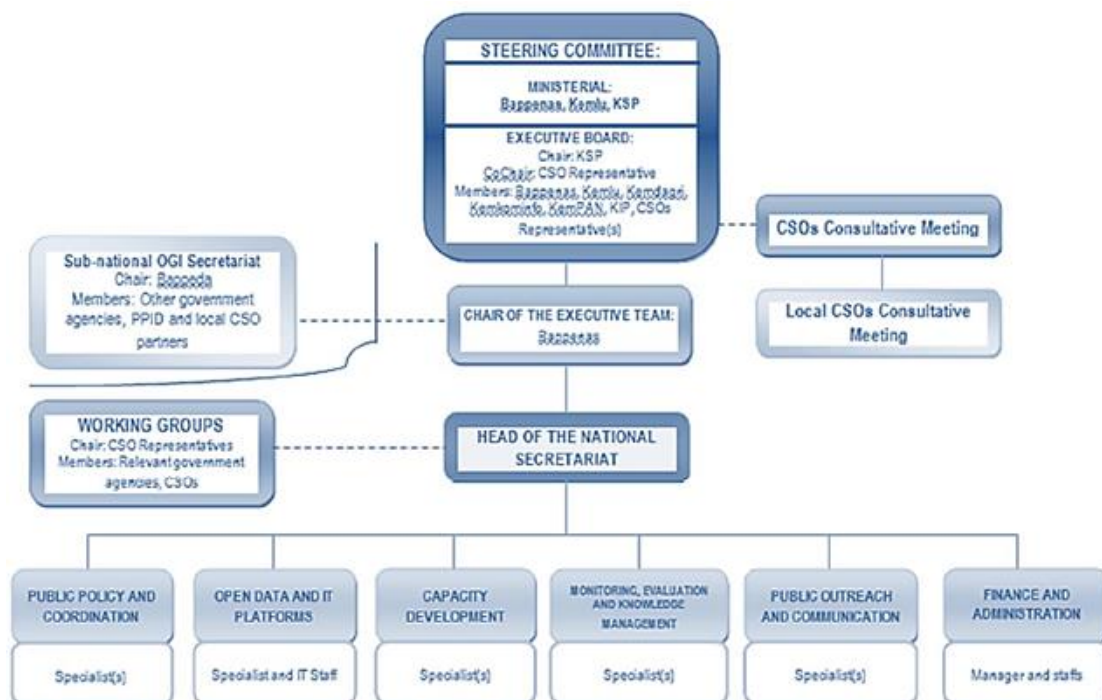 STEERING COMMITTEE:
MINISTERIAL:
Bappenas, Kemlu, KSP
EXECUTIVE BOARD:
Chair: KSP
CoChair: CSO Representative
Members: Bappenas, Kemlu, Kemdagri,
Kemkominfo, KemPAN, KIP, CSOs
Representative(s)
CSOs Consultative Meeting
Local CSOs Consultative
Meeting
Sub-national OGI Secretariat
Chair: Bappeda
Members: Other government
agencies, PPID and local CSO
partners
CHAIR OF THE EXECUTIVE TEAM:
Bappenas
WORKING GROUPS
Chair: CSO Representatives
Members: Relevant government
agencies, CSOs
HEAD OF THE NATIONAL
SECRETARIAT
PUBLIC POLICY AND
COORDINATION
Specialist(s)
OPEN DATA AND IT
PLATFORMS
Specialist and IT Staff
CAPACITY
DEVELOPMENT
Specialist(s)
MONITORING, EVALUATION
AND KNOWLEDGE
MANAGEMENT
Specialist(s)
PUBLIC OUTREACH
AND COMMUNICATION
Specialist(s)
FINANCE AND
ADMINISTRATION
Manager and staffs